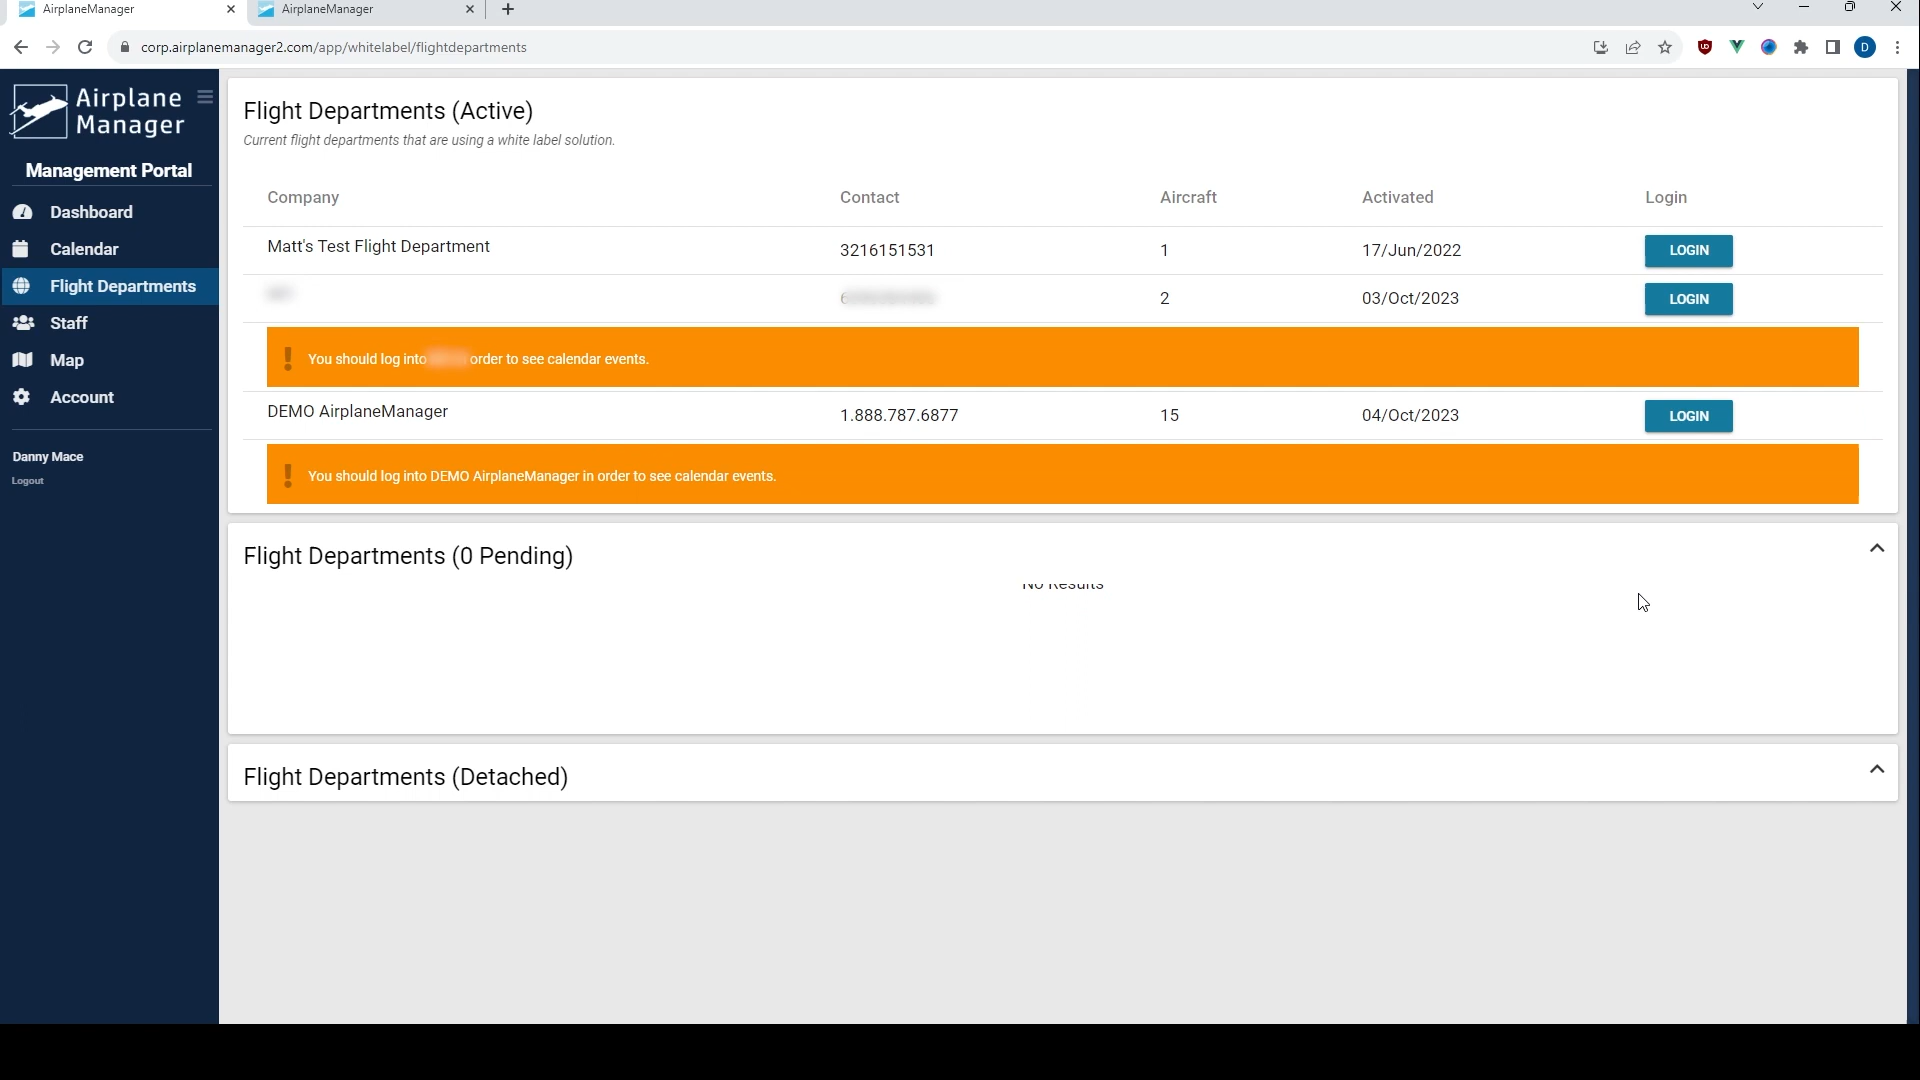 AirplaneManager
AirplaneManager
corp.airplanemanager2.com/app/whitelabel/flightdepartments
D
Airplane
Manager
Management Portal
Dashboard
Calendar
Flight Departments
Staff
Map
Account
Danny Mace
Logout
Flight Departments (Active)
Current flight departments that are using a white label solution.
Company Contact Aircraft Activated Login
Matt's Test Flight Department 3216151531 1 17/Jun/2022 LOGIN
2 03/Oct/2023 LOGIN
You should log into order to see calendar events.
DEMO AirplaneManager 1.888.787.6877 15 04/Oct/2023 LOGIN
You should log into DEMO AirplaneManager in order to see calendar events.
Flight Departments (0 Pending)
No Results
Flight Departments (Detached)